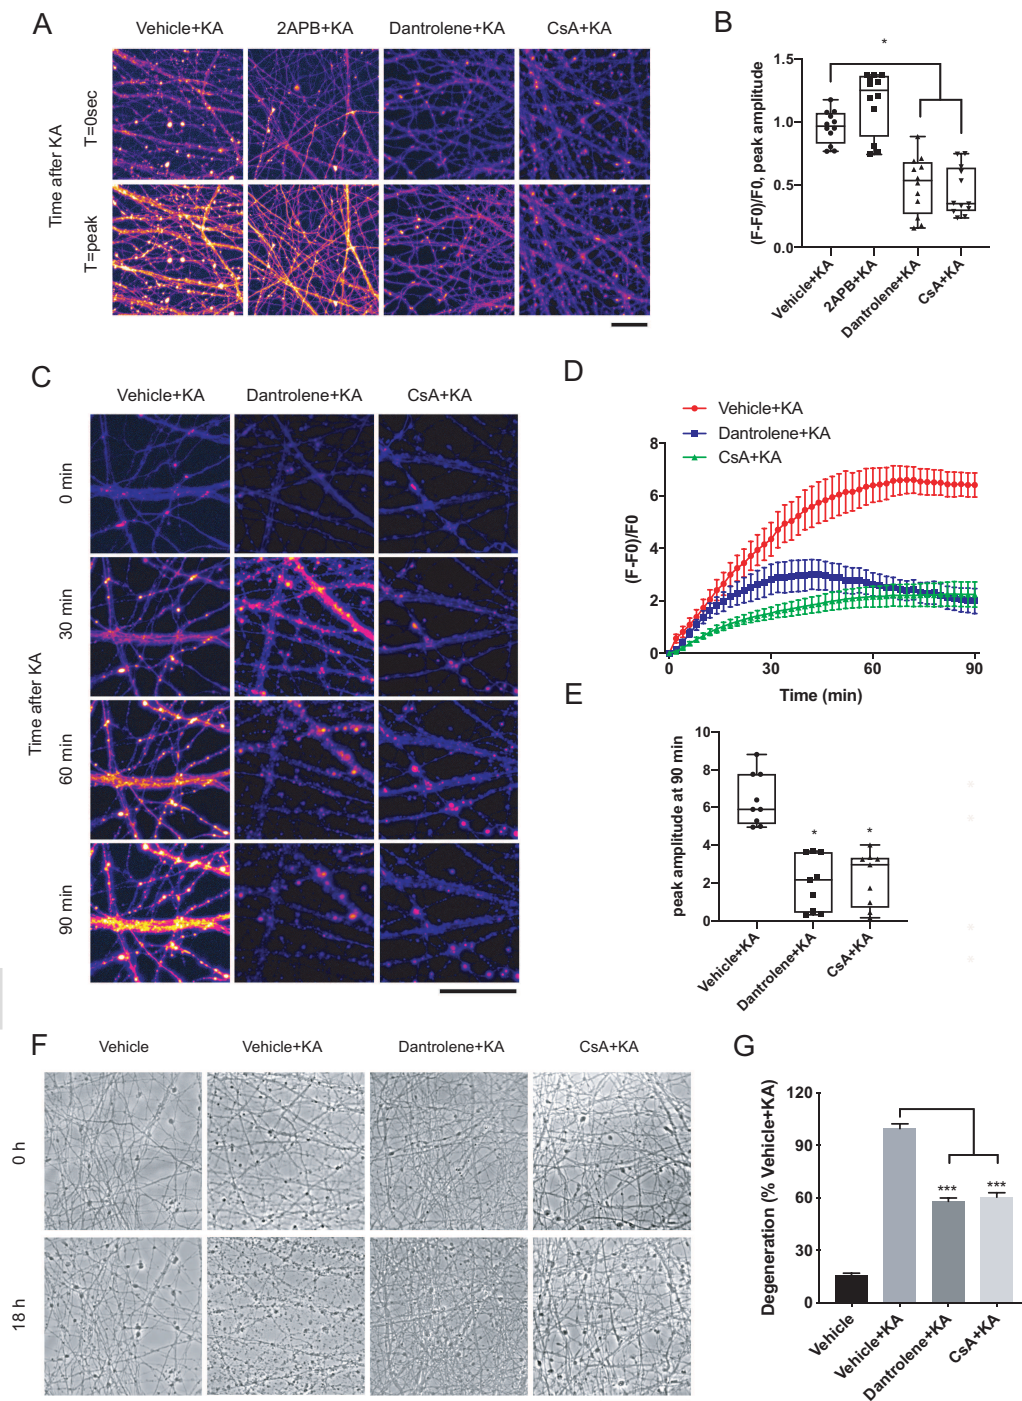 A
Vehicle+KA 2APB+KA Dantrolene+KA CsA+KA
Time after KA
T=0sec
T=peak
B
*
(F-F0)/F0, peak amplitude
1.5
1.0
0.5
0.0
Vehicle+KA
2APB+KA
Dantrolene+KA
CsA+KA
C
Vehicle+KA Dantrolene+KA CsA+KA
Time after KA
0 min
30 min
60 min
90 min
D
Vehicle+KA
Dantrolene+KA
CsA+KA
(F-F0)/F0
8
6
4
2
0
0 30 60 90
Time (min)
E
peak amplitude at 90 min
10
8
6
4
2
0
* *
Vehicle+KA
Dantrolene+KA
CsA+KA
F
Vehicle Vehicle+KA Dantrolene+KA CsA+KA
0 h
18 h
G
Degeneration (% Vehicle+KA)
120
90
60
30
0
*** ***
Vehicle
Vehicle+KA
Dantrolene+KA
CsA+KA